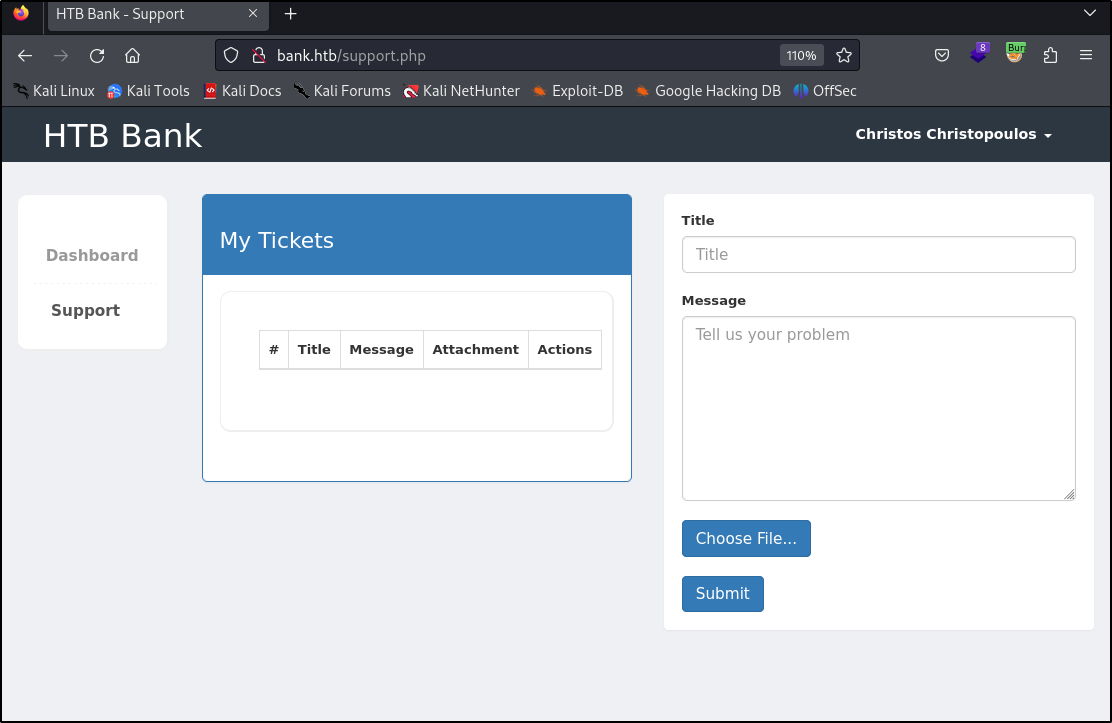 HTB Bank - Support
bank.htb/support.php 110% 8 Bur
Kali Linux Kali Tools Kali Docs Kali Forums Kali NetHunter Exploit-DB Google Hacking DB OffSec
HTB Bank
Christos Christopoulos
Dashboard
Support
My Tickets
# Title Message Attachment Actions
Title
Title
Message
Tell us your problem
Choose File...
Submit